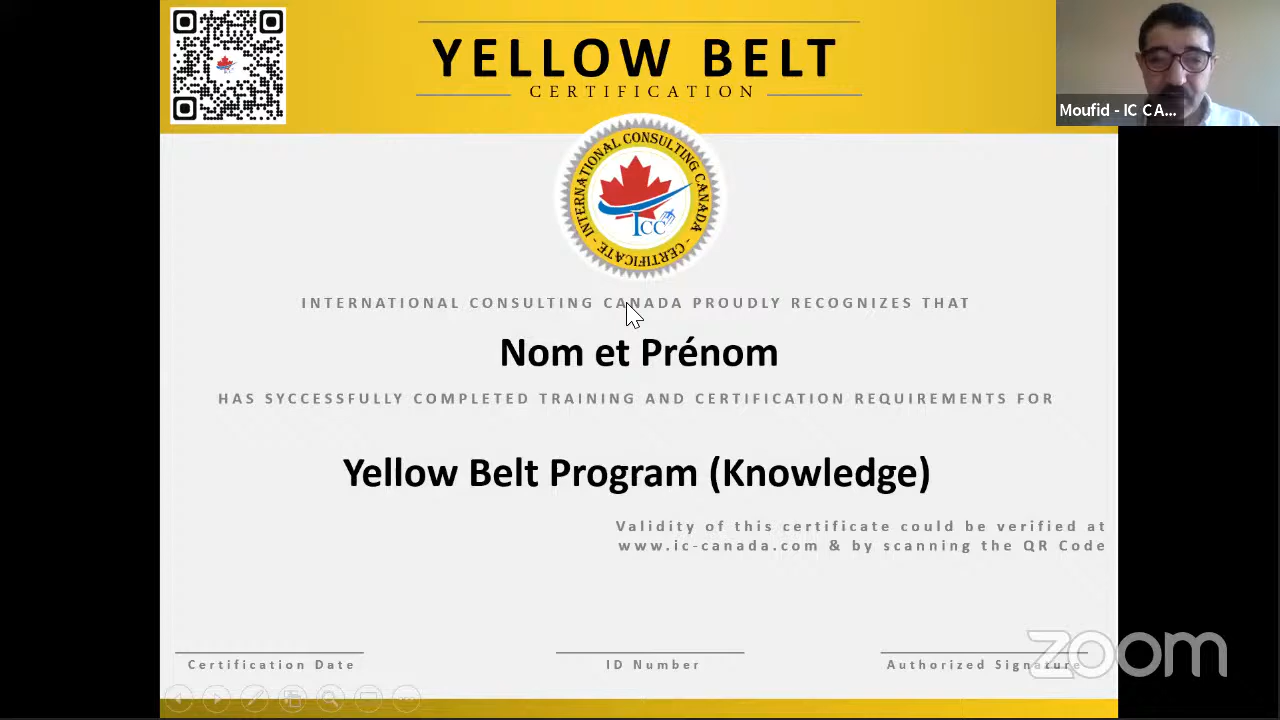 YELLOW BELT
CERTIFICATION
Moufid - IC CA...
INTERNATIONAL CONSULTING CANADA - CERTIFICATE -
ICC
INTERNATIONAL CONSULTING CANADA PROUDLY RECOGNIZES THAT
Nom et Prénom
HAS SYCCESSFULLY COMPLETED TRAINING AND CERTIFICATION REQUIREMENTS FOR
Yellow Belt Program (Knowledge)
Validity of this certificate could be verified at
www.ic-canada.com & by scanning the QR Code
Certification Date
ID Number
Authorized Signature
zoom